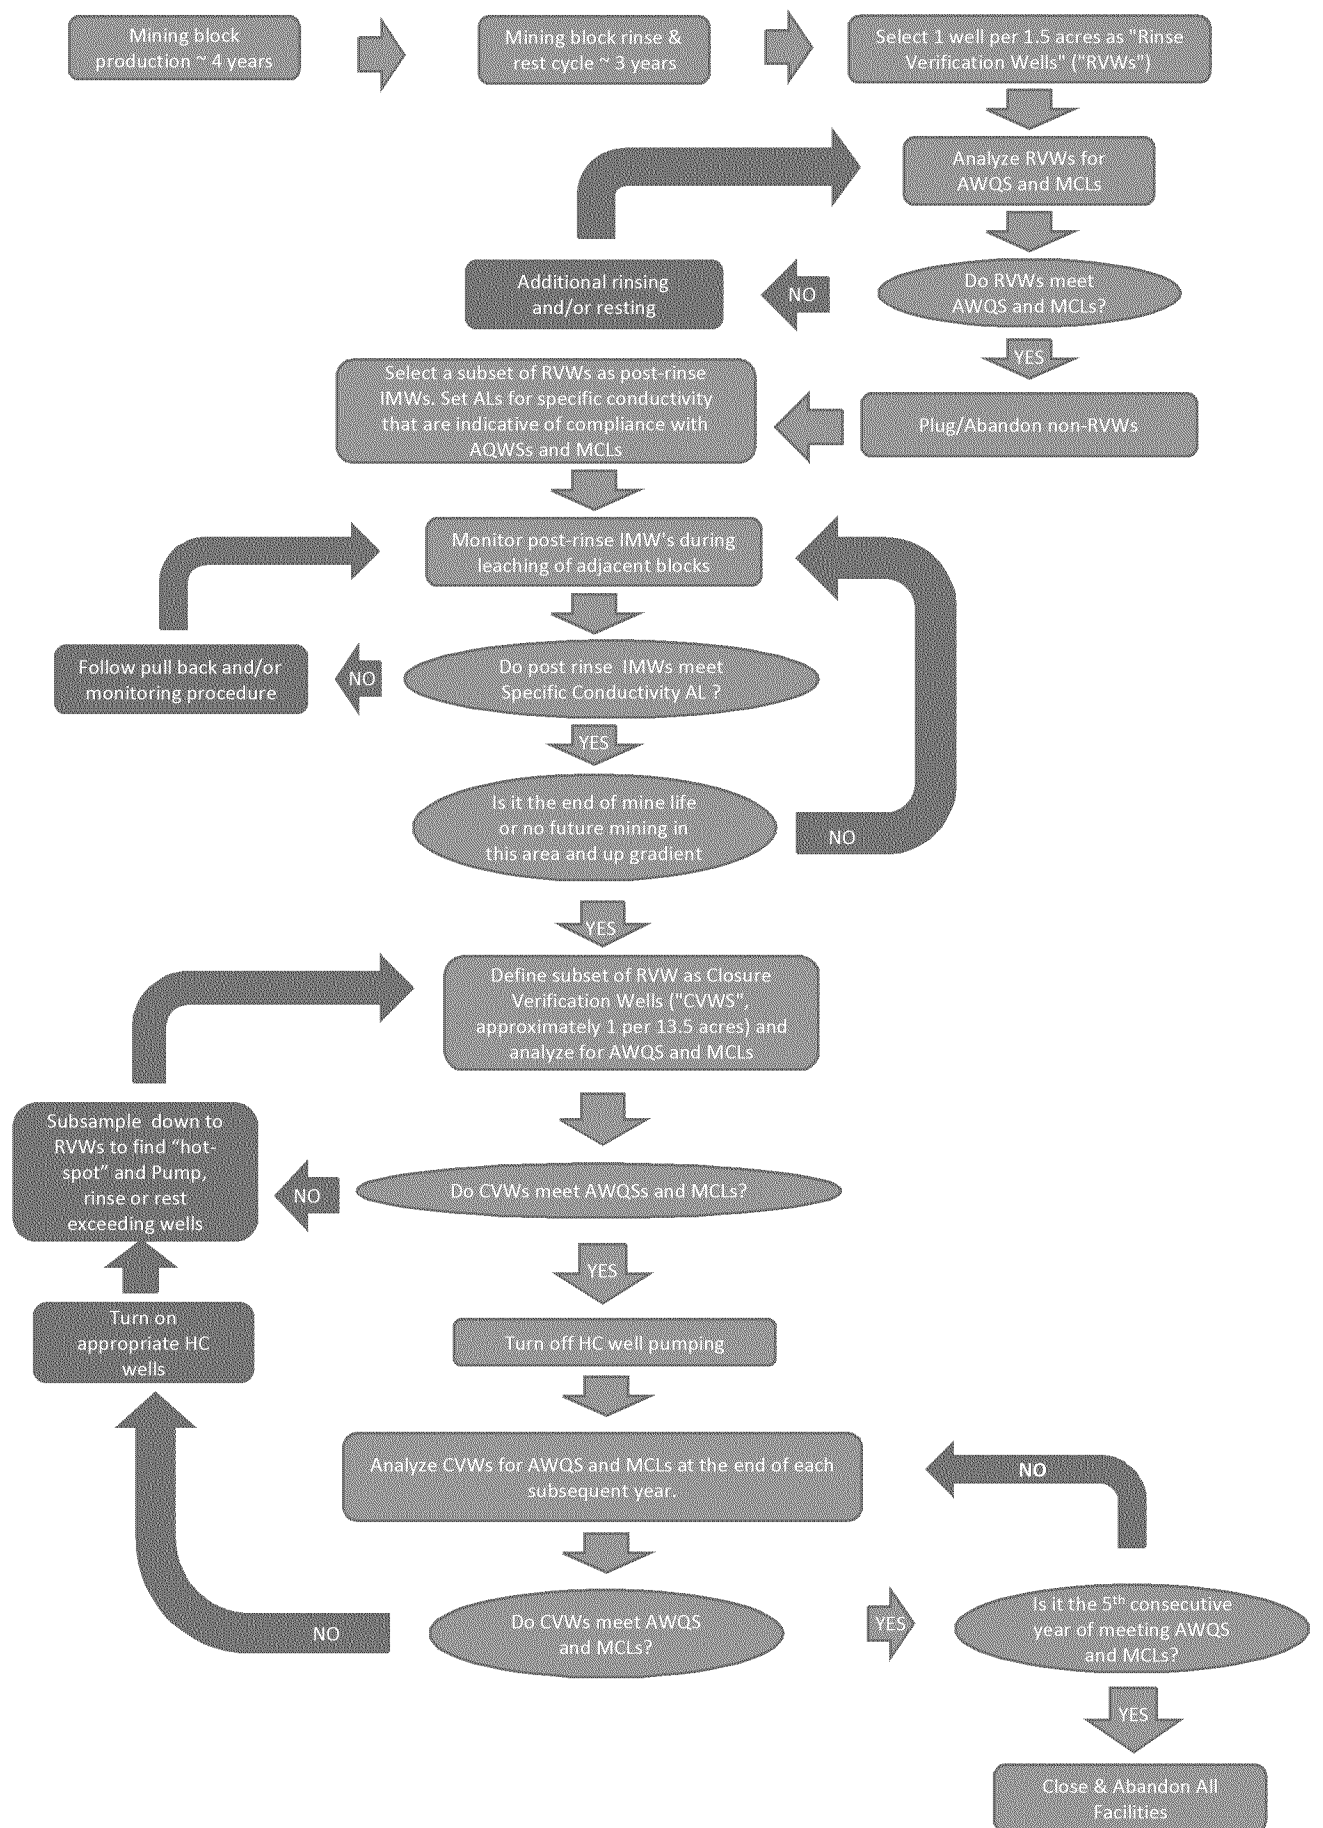 Mining block
production ~ 4 years
Mining block rinse &
rest cycle ~ 3 years
Select 1 well per 1.5 acres as "Rinse
Verification Wells" ("RVWs")
Analyze RVWs for
AWQS and MCLs
Do RVWs meet
AWQS and MCLs?
NO
Additional rinsing
and/or resting
YES
Plug/Abandon non-RVWs
Select a subset of RVWs as post-rinse
IMWs. Set ALs for specific conductivity
that are indicative of compliance with
AQWSs and MCLs
Monitor post-rinse IMW's during
leaching of adjacent blocks
Do post rinse IMWs meet
Specific Conductivity AL ?
NO
Follow pull back and/or
monitoring procedure
YES
Is it the end of mine life
or no future mining in
this area and up gradient
NO
YES
Define subset of RVW as Closure
Verification Wells ("CVWS",
approximately 1 per 13.5 acres) and
analyze for AWQS and MCLs
Do CVWs meet AWQSs and MCLs?
NO
Subsample down to
RVWs to find “hot-
spot” and Pump,
rinse or rest
exceeding wells
YES
Turn off HC well pumping
Turn on
appropriate HC
wells
Analyze CVWs for AWQS and MCLs at the end of each
subsequent year.
NO
Do CVWs meet AWQS
and MCLs?
NO
YES
Is it the 5th consecutive
year of meeting AWQS
and MCLs?
YES
Close & Abandon All
Facilities